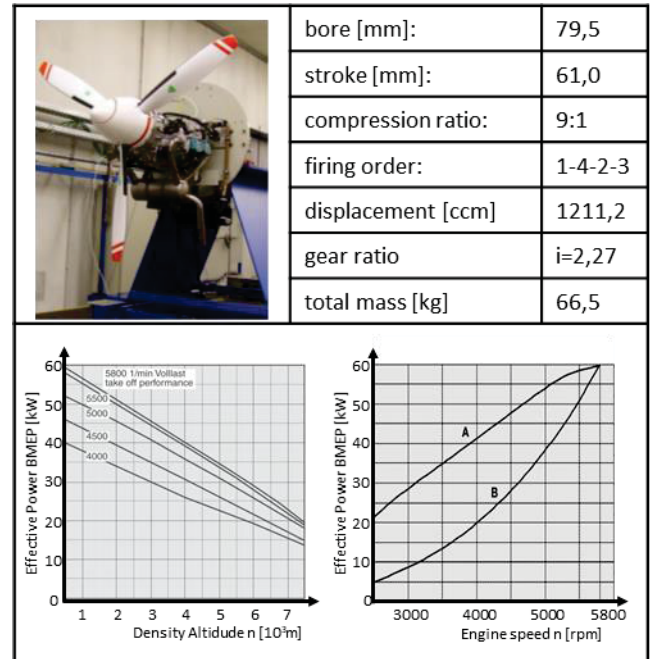 bore [mm]: 79,5
stroke [mm]: 61,0
compression ratio: 9:1
firing order: 1-4-2-3
displacement [ccm] 1211,2
gear ratio i=2,27
total mass [kg] 66,5
Effective Power BMEP [kW]
60
50
40
30
20
10
0
5800 1/min Volllast
take off performance
5500
5000
4500
4000
1 2 3 4 5 6 7
Density Altidude n [10³m]
Effective Power BMEP [kW]
60
50
40
30
20
10
0
A
B
3000 4000 5000 5800
Engine speed n [rpm]